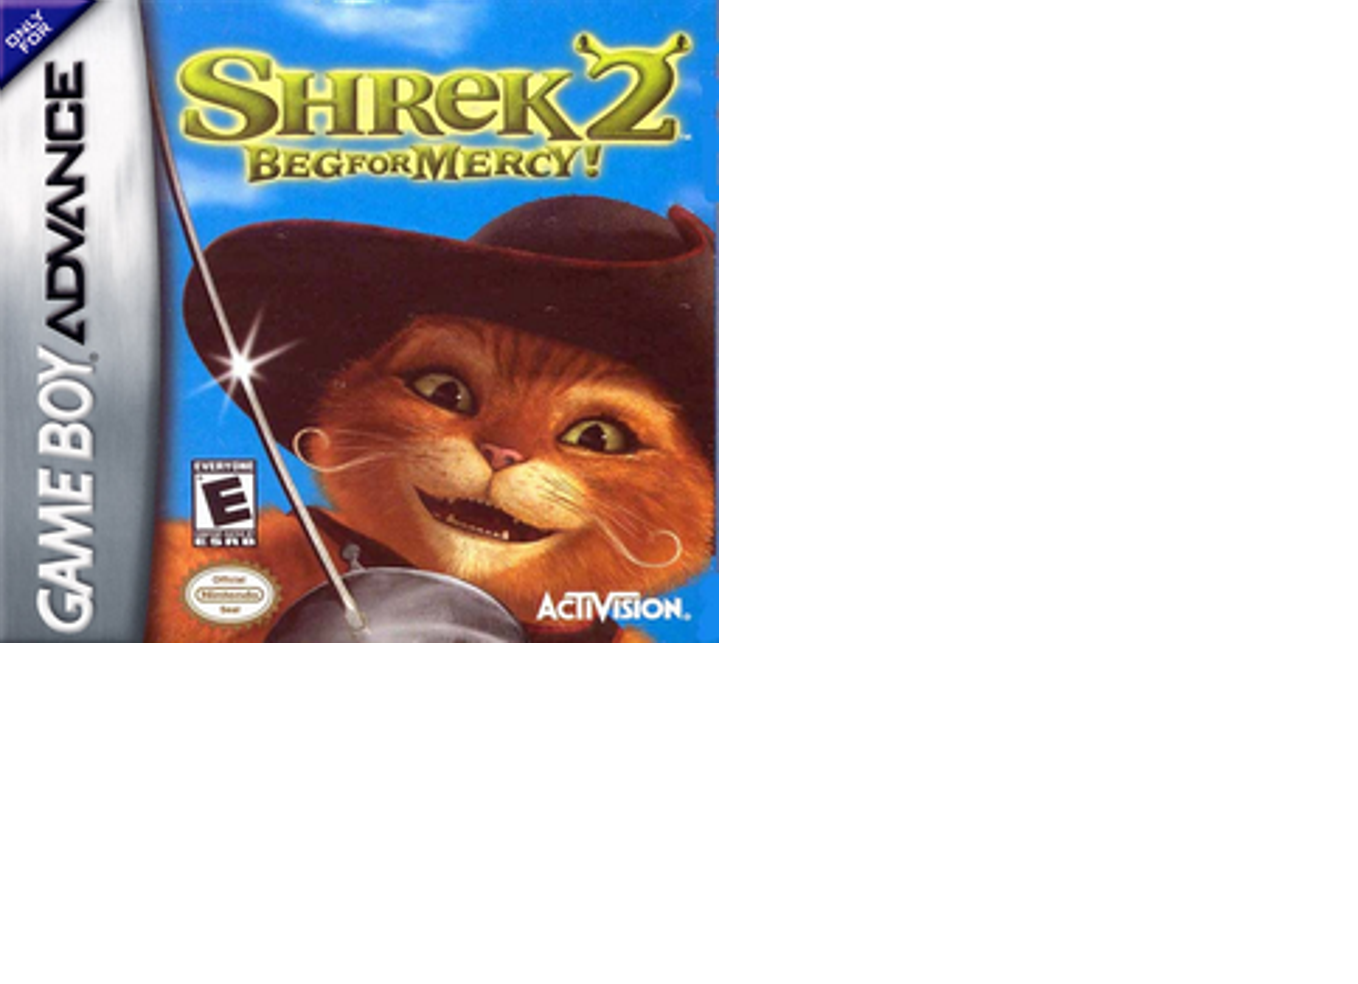 ONLY
FOR
GAME BOY ADVANCE
SHREK 2
BEG FOR MERCY!
EVERYONE
E
ESRB
Official
Nintendo
Seal
ACTIVISION